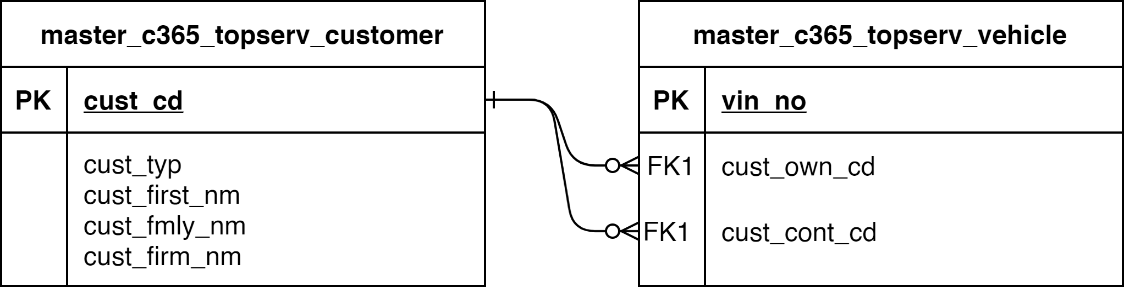 master_c365_topserv_customer
PK cust_cd
cust_typ
cust_first_nm
cust_fmly_nm
cust_firm_nm
master_c365_topserv_vehicle
PK vin_no
FK1 cust_own_cd
FK1 cust_cont_cd